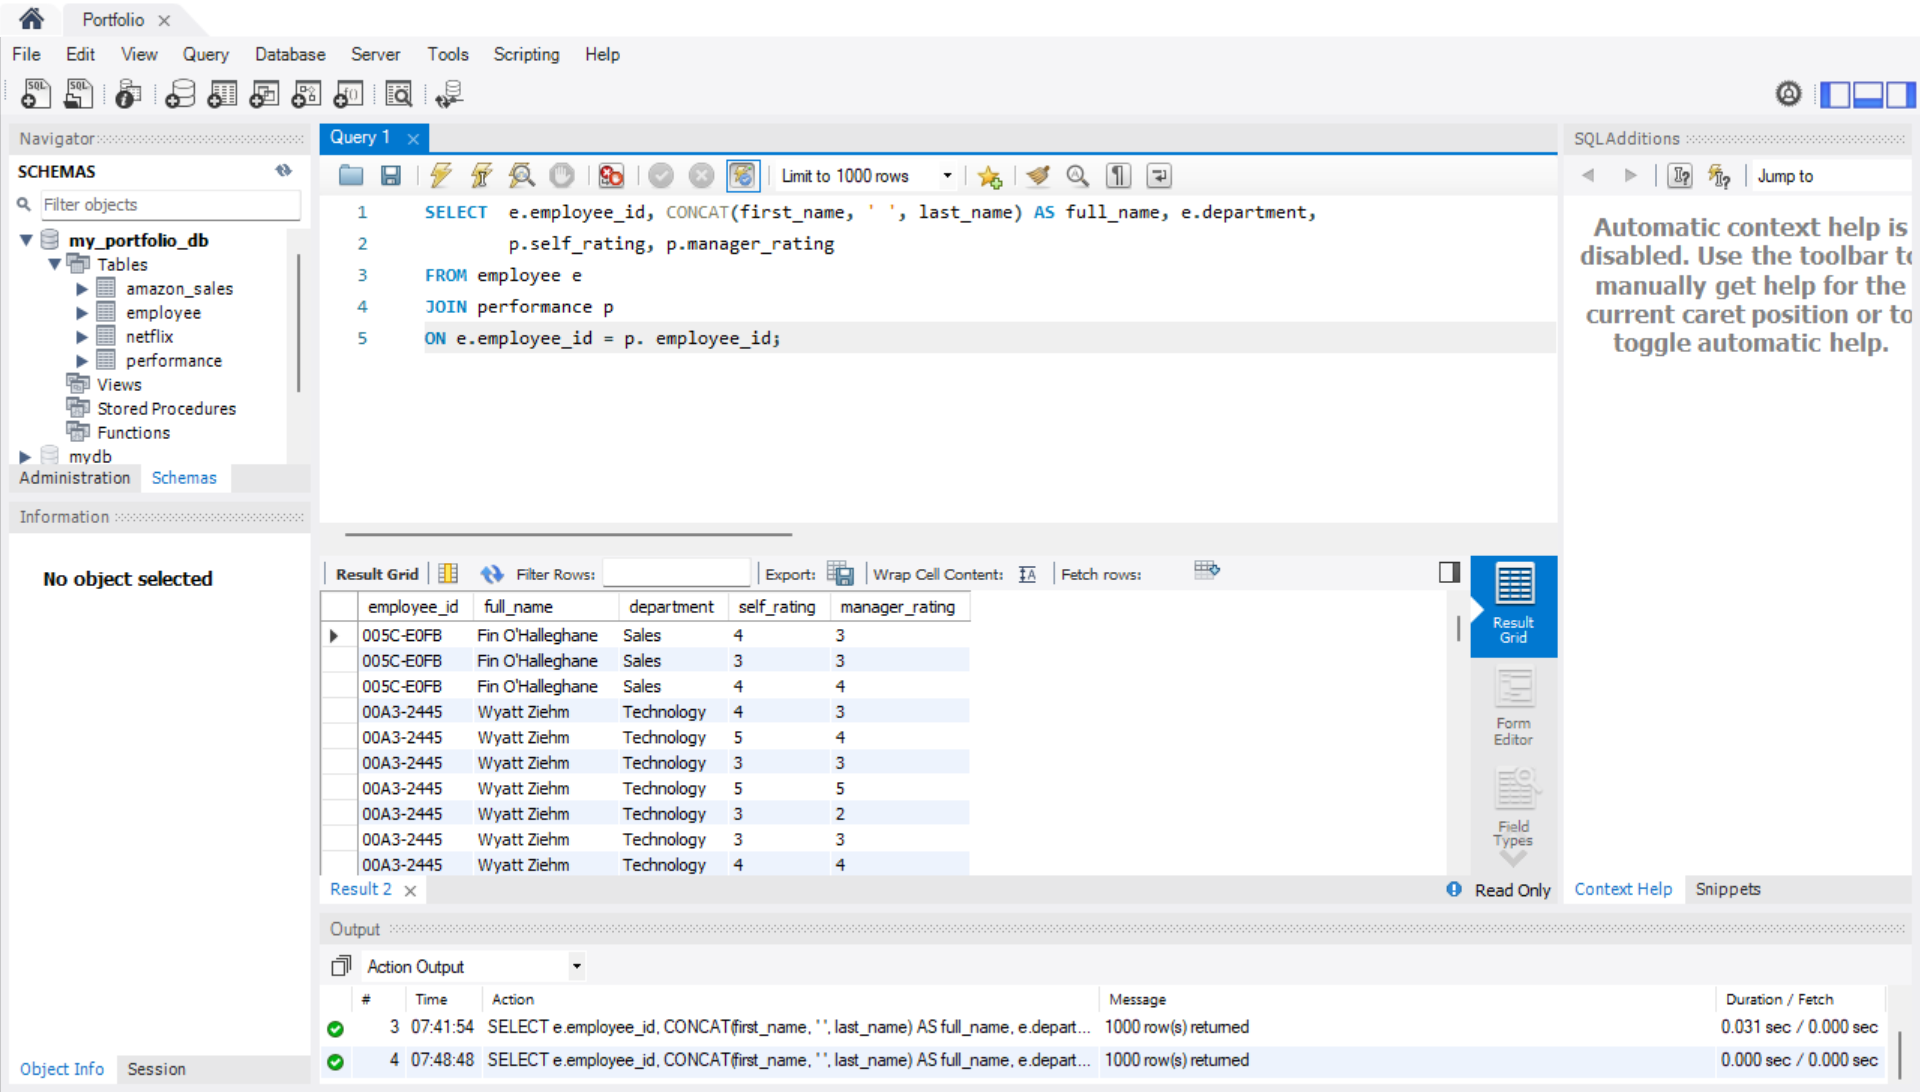 Portfolio
File Edit View Query Database Server Tools Scripting Help
Navigator
SCHEMAS
Filter objects
my_portfolio_db
Tables
amazon_sales
employee
netflix
performance
Views
Stored Procedures
Functions
mydb
Administration Schemas
Information
No object selected
Object Info Session
Query 1
Limit to 1000 rows
1 SELECT e.employee_id, CONCAT(first_name, ' ', last_name) AS full_name, e.department,
2 p.self_rating, p.manager_rating
3 FROM employee e
4 JOIN performance p
5 ON e.employee_id = p. employee_id;
Result Grid Filter Rows: Export: Wrap Cell Content: Fetch rows:
employee_id full_name department self_rating manager_rating
005C-E0FB Fin O'Halleghane Sales 4 3
005C-E0FB Fin O'Halleghane Sales 3 3
005C-E0FB Fin O'Halleghane Sales 4 4
00A3-2445 Wyatt Ziehm Technology 4 3
00A3-2445 Wyatt Ziehm Technology 5 4
00A3-2445 Wyatt Ziehm Technology 3 3
00A3-2445 Wyatt Ziehm Technology 5 5
00A3-2445 Wyatt Ziehm Technology 3 2
00A3-2445 Wyatt Ziehm Technology 3 3
00A3-2445 Wyatt Ziehm Technology 4 4
Result
Grid
Form
Editor
Field
Types
Result 2 Read Only
SQLAdditions
Jump to
Automatic context help is
disabled. Use the toolbar to
manually get help for the
current caret position or to
toggle automatic help.
Context Help Snippets
Output
Action Output
# Time Action Message Duration / Fetch
3 07:41:54 SELECT e.employee_id, CONCAT(first_name, ' ', last_name) AS full_name, e.depart... 1000 row(s) returned 0.031 sec / 0.000 sec
4 07:48:48 SELECT e.employee_id, CONCAT(first_name, ' ', last_name) AS full_name, e.depart... 1000 row(s) returned 0.000 sec / 0.000 sec